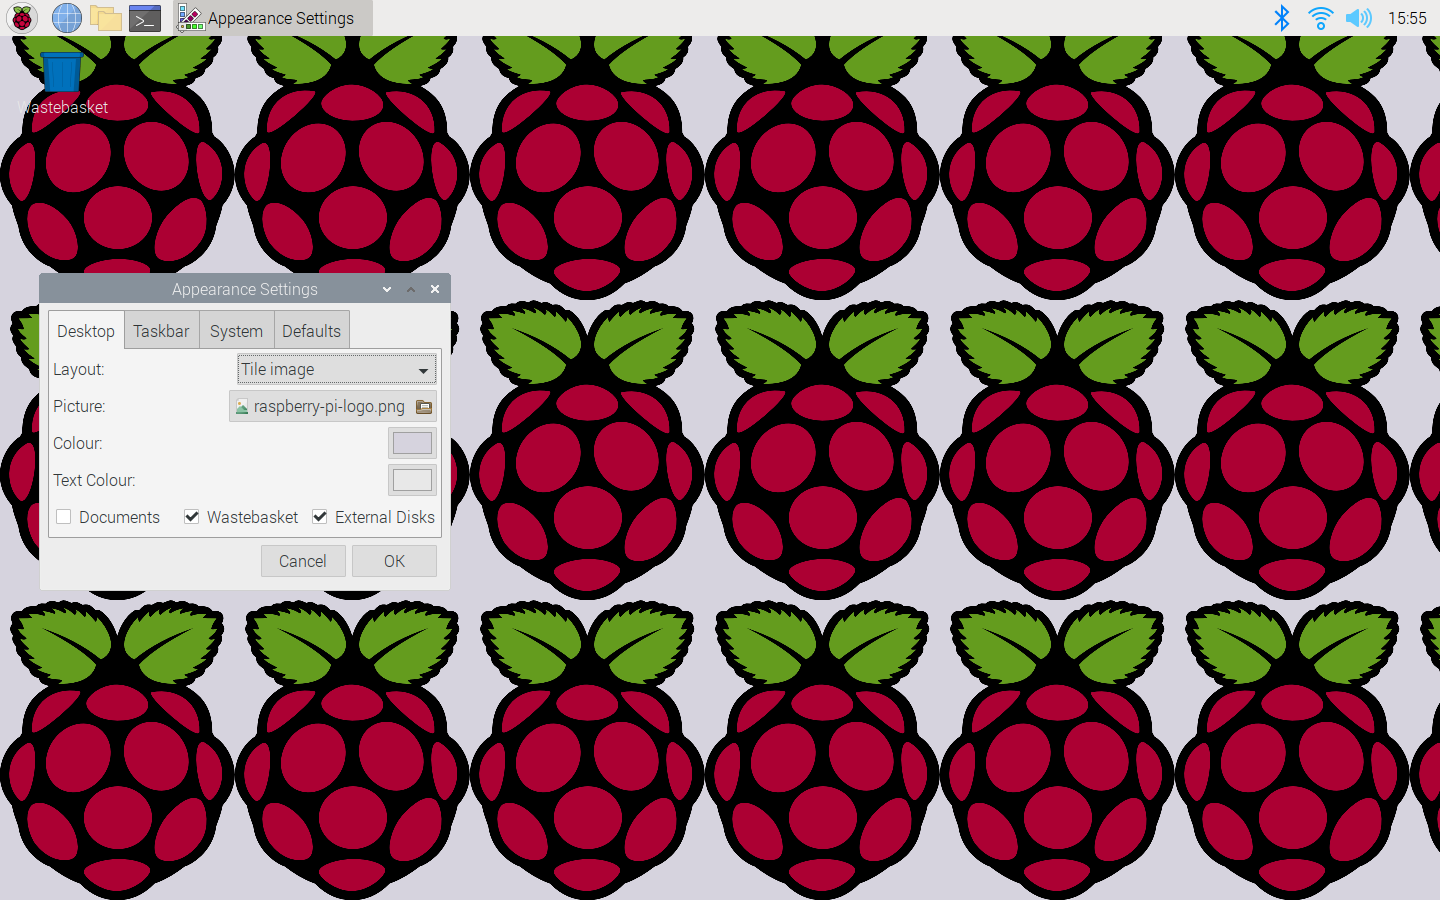 Appearance Settings
15:55
Wastebasket
Appearance Settings
Desktop Taskbar System Defaults
Layout: Tile image
Picture: raspberry-pi-logo.png
Colour:
Text Colour:
Documents Wastebasket External Disks
Cancel OK